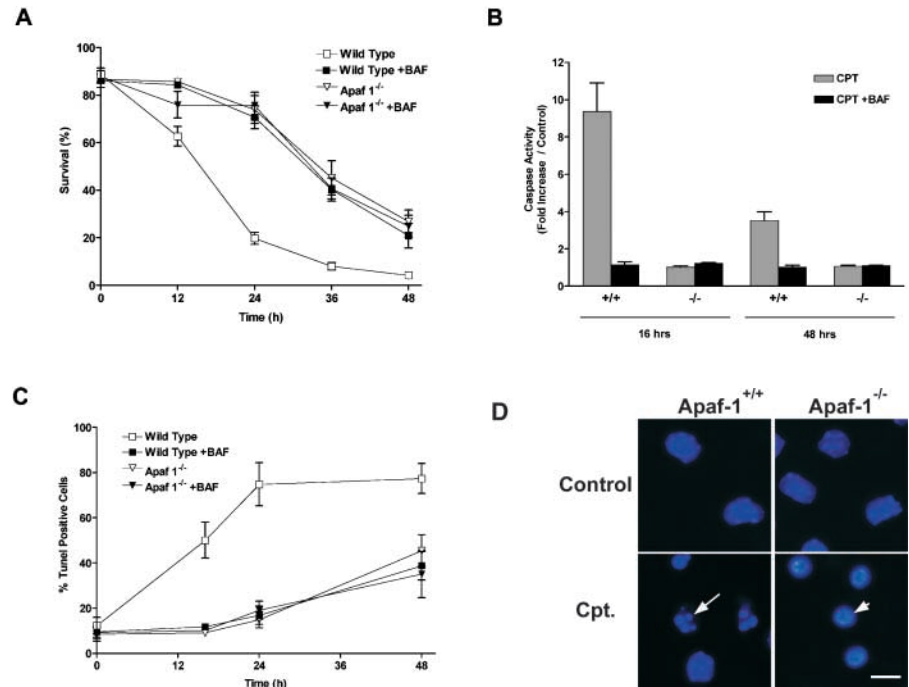 A
Wild Type
Wild Type +BAF
Apaf 1-/-
Apaf 1-/- +BAF
100
80
60
40
20
0
Survival (%)
0 12 24 36 48
Time (h)
B
CPT
CPT +BAF
12
10
8
6
4
2
0
Caspase Activity
(Fold Increase / Control)
+/+ -/- +/+ -/-
16 hrs 48 hrs
C
Wild Type
Wild Type +BAF
Apaf 1-/-
Apaf 1-/- +BAF
100
80
60
40
20
0
% Tunel Positive Cells
0 12 24 36 48
Time (h)
D
Apaf-1+/+ Apaf-1-/-
Control
Cpt.